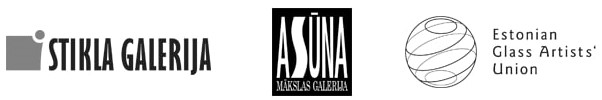 STIKLA GALERIJA
ASŪNA
MĀKSLAS GALERIJA
Estonian
Glass Artists'
Union